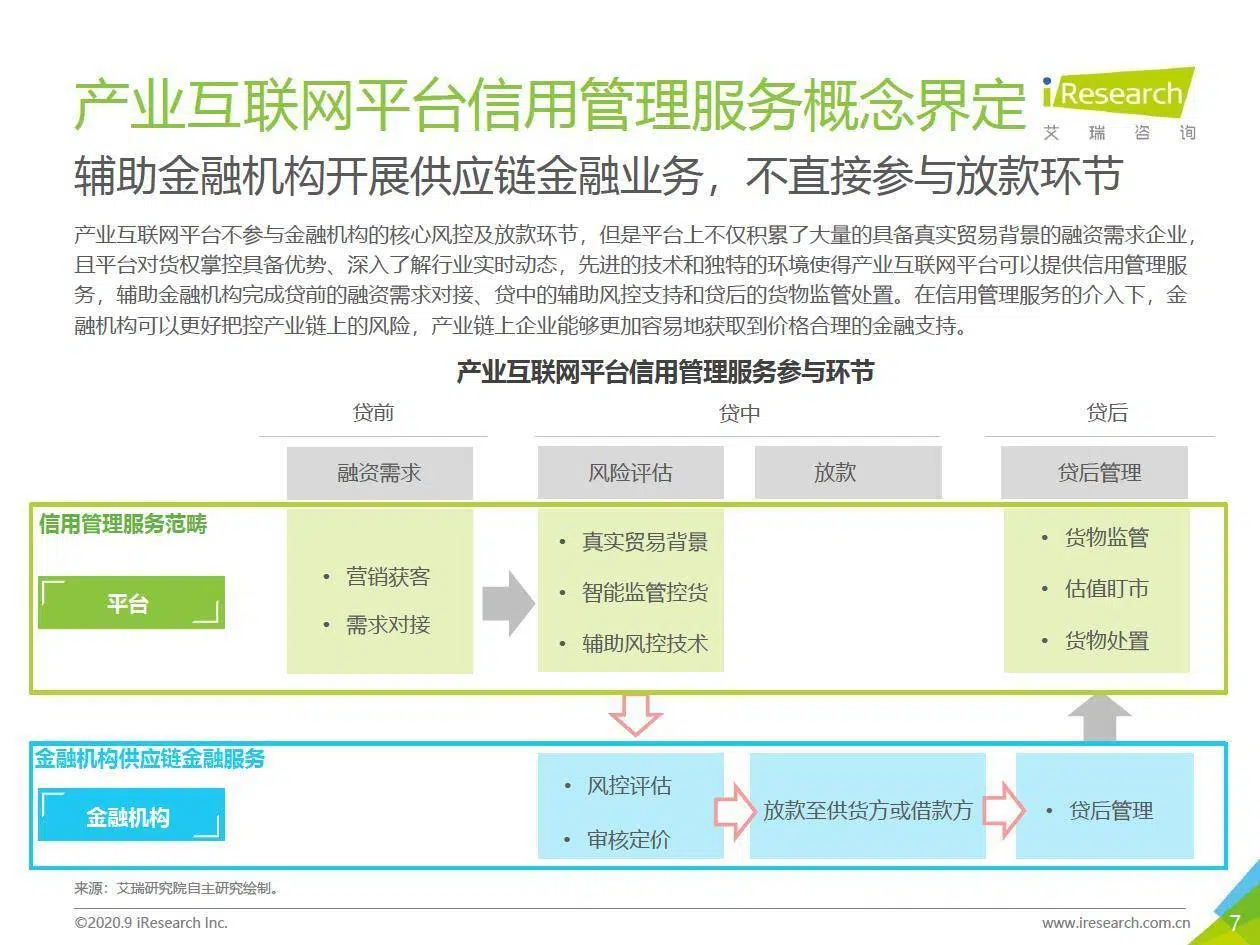 产业互联网平台信用管理服务概念界定
iResearch
艾瑞咨询
辅助金融机构开展供应链金融业务，不直接参与放款环节
产业互联网平台不参与金融机构的核心风控及放款环节，但是平台上不仅积累了大量的具备真实贸易背景的融资需求企业，
且平台对货权掌控具备优势、深入了解行业实时动态，先进的技术和独特的环境使得产业互联网平台可以提供信用管理服
务，辅助金融机构完成贷前的融资需求对接、贷中的辅助风控支持和贷后的货物监管处置。在信用管理服务的介入下，金
融机构可以更好把控产业链上的风险，产业链上企业能够更加容易地获取到价格合理的金融支持。
产业互联网平台信用管理服务参与环节
贷前
贷中
贷后
融资需求
风险评估
放款
贷后管理
信用管理服务范畴
平台
• 营销获客
• 需求对接
• 真实贸易背景
• 智能监管控货
• 辅助风控技术
• 货物监管
• 估值盯市
• 货物处置
金融机构供应链金融服务
金融机构
• 风控评估
• 审核定价
放款至供货方或借款方
• 贷后管理
来源：艾瑞研究院自主研究绘制。
©2020.9 iResearch Inc.
www.iresearch.com.cn
7